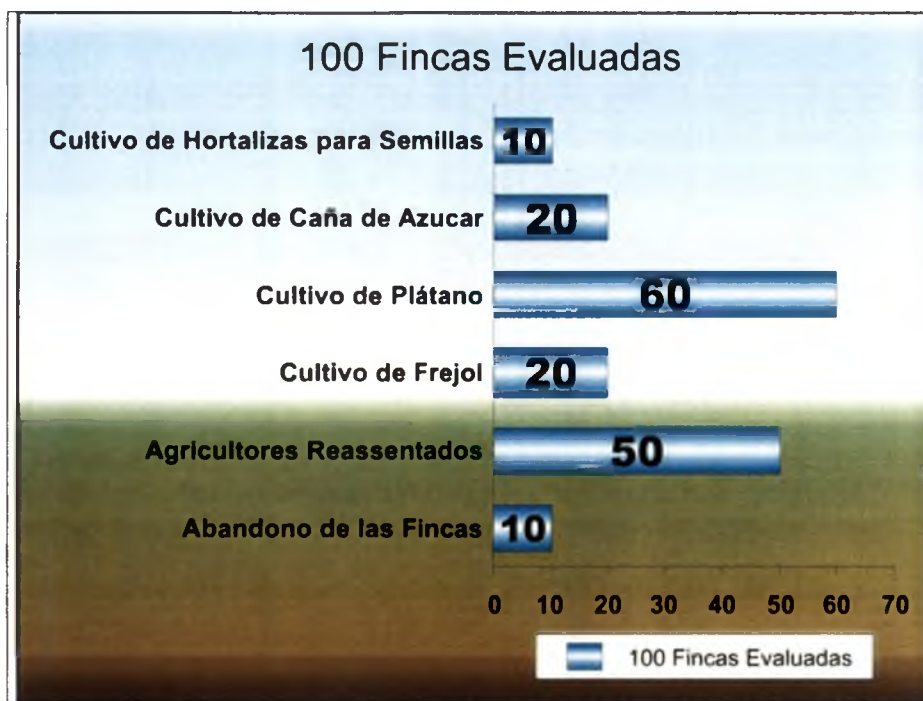 100 Fincas Evaluadas
Cultivo de Hortalizas para Semillas 10
Cultivo de Caña de Azucar 20
Cultivo de Plátano 60
Cultivo de Frejol 20
Agricultores Reassentados 50
Abandono de las Fincas 10
0 10 20 30 40 50 60 70
100 Fincas Evaluadas